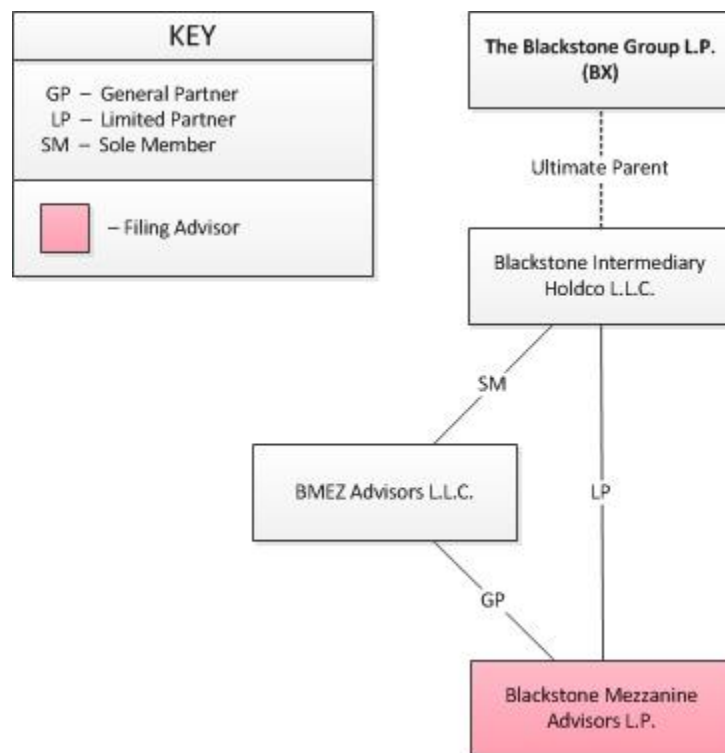 KEY
GP – General Partner
LP – Limited Partner
SM – Sole Member
– Filing Advisor
The Blackstone Group L.P.
(BX)
Ultimate Parent
Blackstone Intermediary
Holdco L.L.C.
SM
BMEZ Advisors L.L.C.
LP
GP
Blackstone Mezzanine
Advisors L.P.